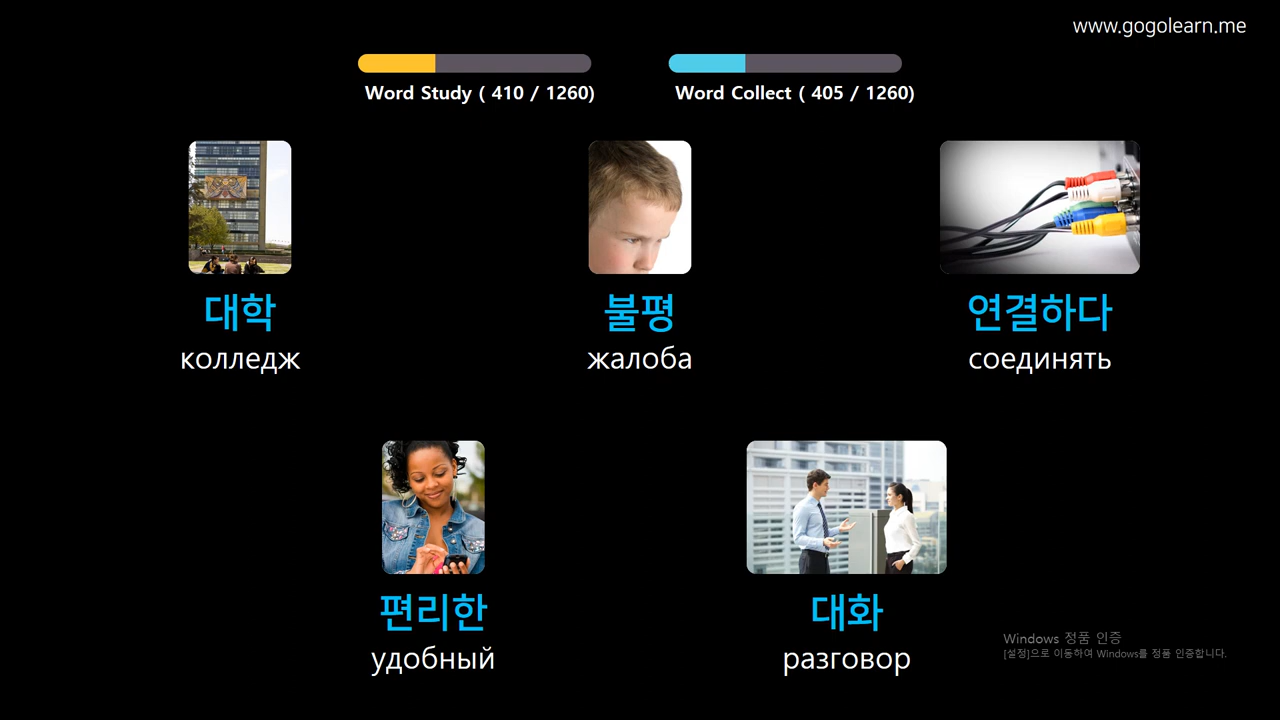 www.gogolearn.me
Word Study ( 410 / 1260)
Word Collect ( 405 / 1260)
대학
колледж
불평
жалоба
연결하다
соединять
편리한
удобный
대화
разговор
Windows 정품 인증
[설정]으로 이동하여 Windows를 정품 인증합니다.